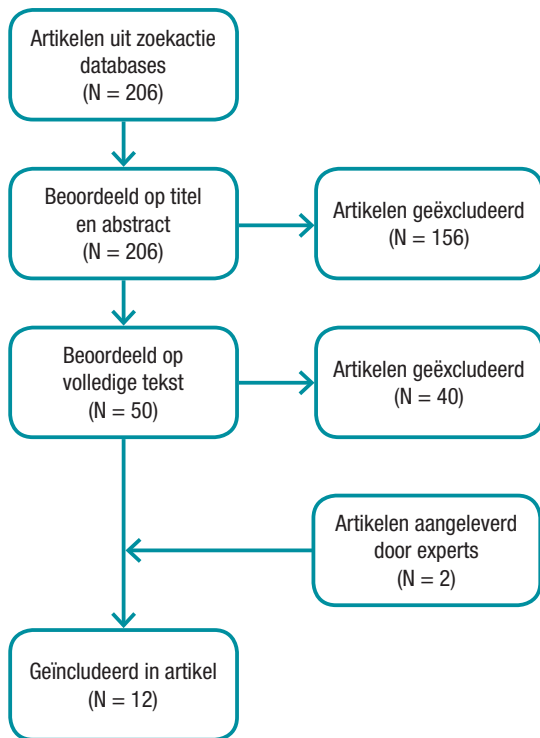 Artikelen uit zoekactie
databases
(N = 206)
Beoordeeld op titel
en abstract
(N = 206)
Artikelen geëxcludeerd
(N = 156)
Beoordeeld op
volledige tekst
(N = 50)
Artikelen geëxcludeerd
(N = 40)
Artikelen aangeleverd
door experts
(N = 2)
Geïncludeerd in artikel
(N = 12)